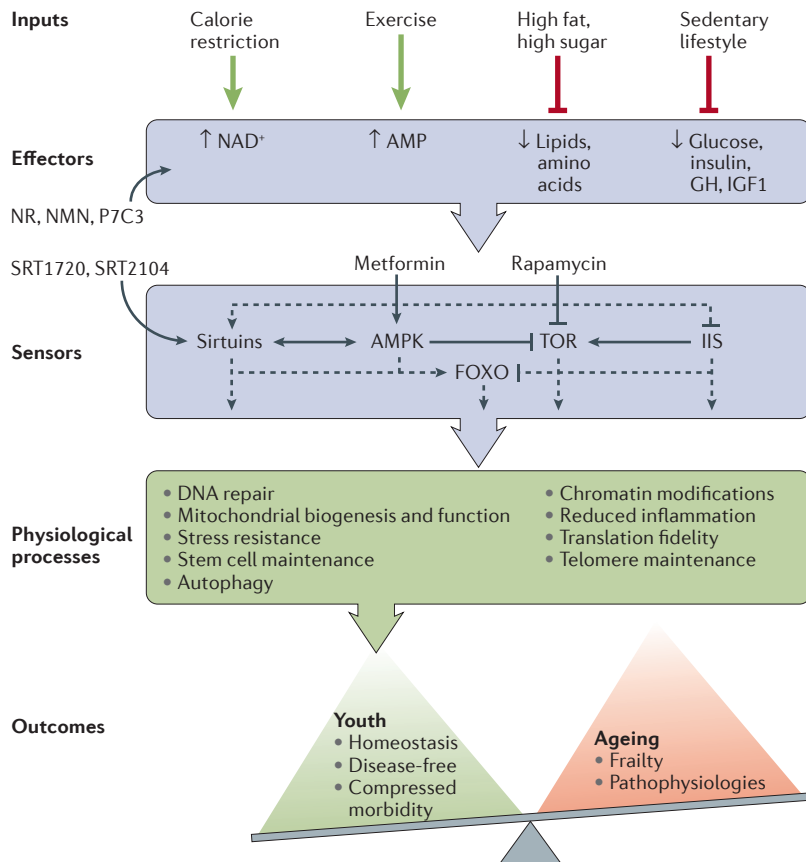 Inputs
Calorie
restriction
Exercise
High fat,
high sugar
Sedentary
lifestyle
Effectors
↑ NAD⁺
↑ AMP
↓ Lipids,
amino
acids
↓ Glucose,
insulin,
GH, IGF1
NR, NMN, P7C3
SRT1720, SRT2104
Metformin
Rapamycin
Sensors
Sirtuins
AMPK
TOR
IIS
FOXO
Physiological
processes
• DNA repair
• Mitochondrial biogenesis and function
• Stress resistance
• Stem cell maintenance
• Autophagy
• Chromatin modifications
• Reduced inflammation
• Translation fidelity
• Telomere maintenance
Outcomes
Youth
• Homeostasis
• Disease-free
• Compressed
morbidity
Ageing
• Frailty
• Pathophysiologies